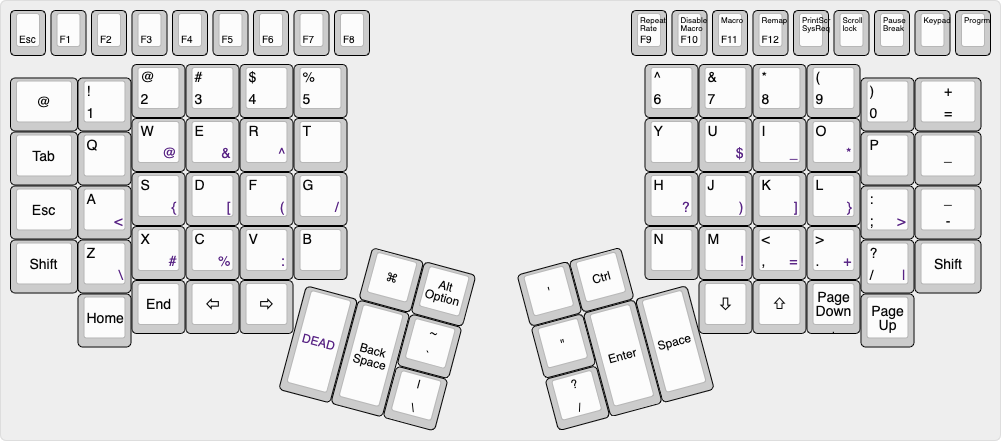 Esc F1 F2 F3 F4 F5 F6 F7 F8
Repeat Rate F9
Disable Macro F10
Macro F11
Remap F12
PrintScr SysReq
Scroll lock
Pause Break
Keypad
Progrm
@
! 1
@ 2
# 3
$ 4
% 5
^ 6
& 7
* 8
( 9
) 0
+ =
Tab
Q
W @
E &
R ^
T
Y
U $
I _
O *
P
_
Esc
A <
S {
D [
F (
G /
H ?
J )
K ]
L }
: ; >
_ -
Shift
Z \
X #
C %
V :
B
N
M !
< , =
> . +
? / |
Shift
Home
End
⇦
⇨
⇩
⇧
Page Down
.
Page Up
⌘
Alt Option
DEAD
Back Space
~ `
| \
'
Ctrl
"
Enter
Space
? /